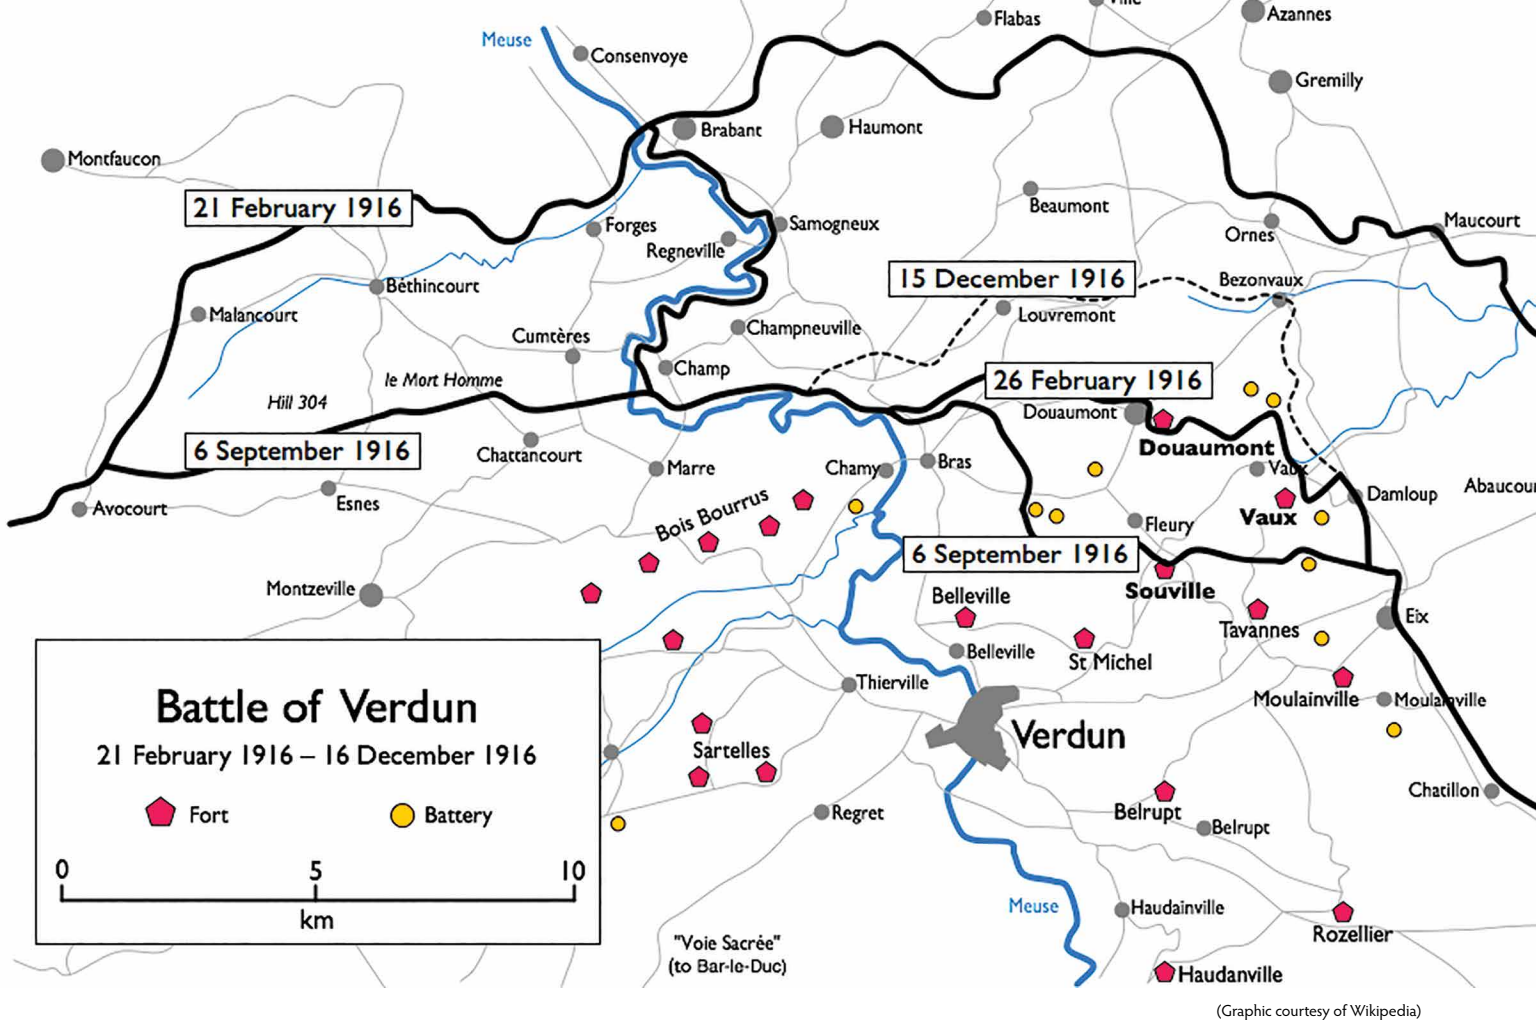 Ville
Flabas
Azannes
Meuse
Consenvoye
Gremilly
Brabant
Haumont
Montfaucon
21 February 1916
Beaumont
Forges
Samogneux
Maucourt
Regneville
Ornes
15 December 1916
Bezonvaux
Béthincourt
Malancourt
Louvremont
Champneuville
Cumtères
Champ
le Mort Homme
26 February 1916
Hill 304
Douaumont
6 September 1916
Douaumont
Chattancourt
Marre
Chamy
Bras
Vaux
Damloup
Abaucour
Avocourt
Esnes
Bois Bourrus
Vaux
Fleury
6 September 1916
Montzeville
Belleville
Souville
Eix
Tavannes
Belleville
St Michel
Thierville
Moulainville
Moulainville
Battle of Verdun
Verdun
21 February 1916 – 16 December 1916
Sartelles
Chatillon
Fort
Battery
Regret
Belrupt
Belrupt
0
5
10
km
Meuse
Haudainville
"Voie Sacrée"
(to Bar-le-Duc)
Rozellier
Haudanville
(Graphic courtesy of Wikipedia)